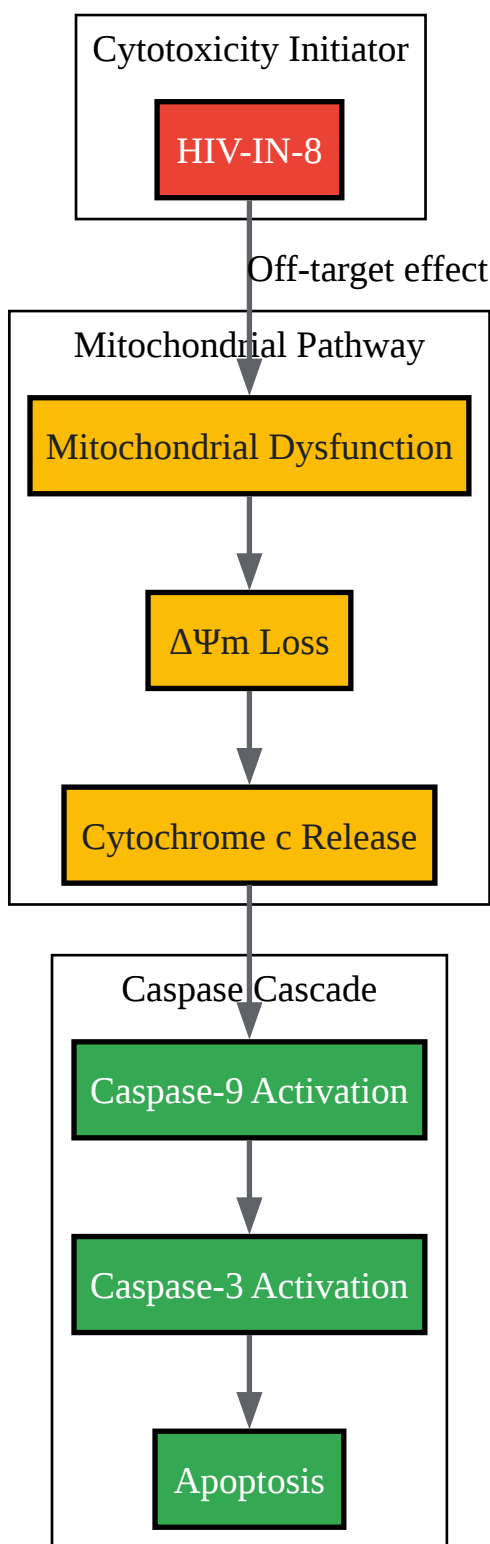 Cytotoxicity Initiator
HIV-IN-8
Off-target effect
Mitochondrial Pathway
Mitochondrial Dysfunction
ΔΨm Loss
Cytochrome c Release
Caspase Cascade
Caspase-9 Activation
Caspase-3 Activation
Apoptosis